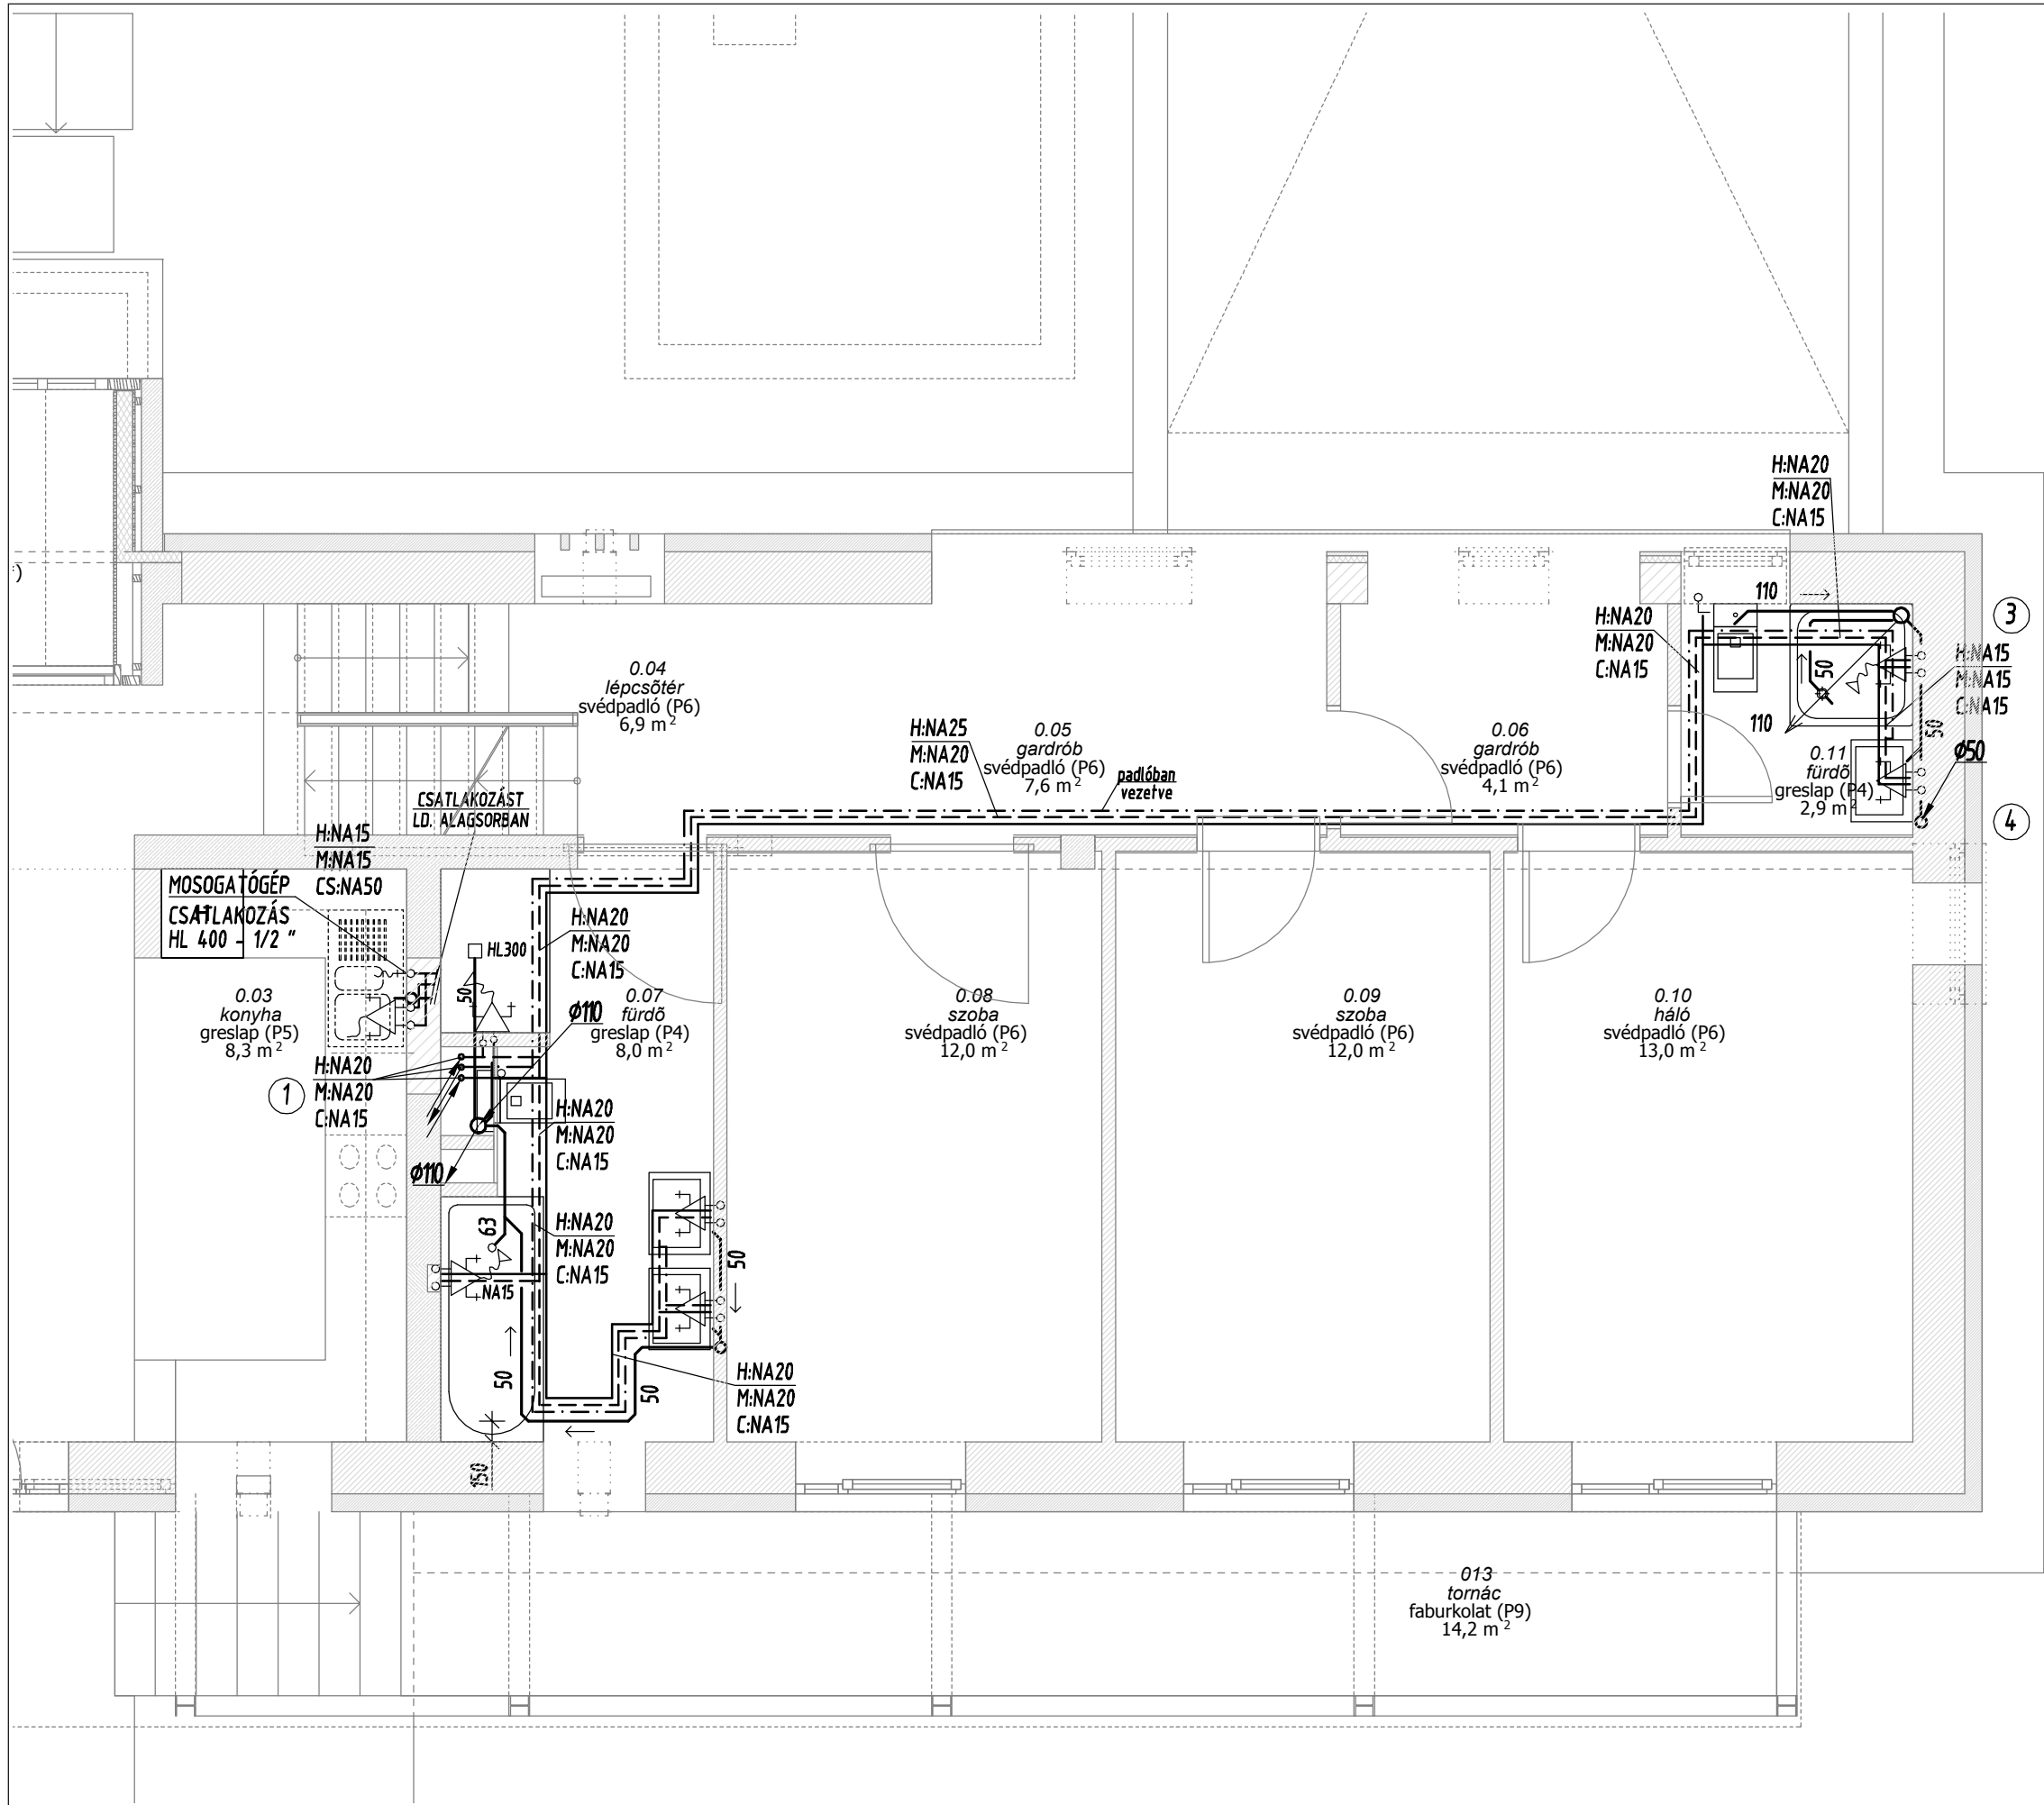 H:NA20
M:NA20
C:NA15
110
3
H:NA20
M:NA20
C:NA15
50
H:NA15
M:NA15
C:NA15
50
110
Ø50
0.11
fürdõ
greslap (P4)
2,9 m2
4
0.04
lépcsõtér
svédpadló (P6)
6,9 m2
H:NA25
M:NA20
C:NA15
0.05
gardrób
svédpadló (P6)
7,6 m2
padlóban
vezetve
0.06
gardrób
svédpadló (P6)
4,1 m2
CSATLAKOZÁST
LD. ALAGSORBAN
H:NA15
M:NA15
CS:NA50
MOSOGATÓGÉP
CSATLAKOZÁS
H
HL 400 - 1/2 "
H:NA20
M:NA20
C:NA15
HL300
50
Ø110
0.03
konyha
greslap (P5)
8,3 m2
0.07
fürdõ
greslap (P4)
8,0 m2
0.08
szoba
svédpadló (P6)
12,0 m2
0.09
szoba
svédpadló (P6)
12,0 m2
0.10
háló
svédpadló (P6)
13,0 m2
1
H:NA20
M:NA20
C:NA15
H:NA20
M:NA20
C:NA15
Ø110
63
H:NA20
M:NA20
C:NA15
NA15
50
50
50
H:NA20
M:NA20
C:NA15
150
013
tornác
faburkolat (P9)
14,2 m2